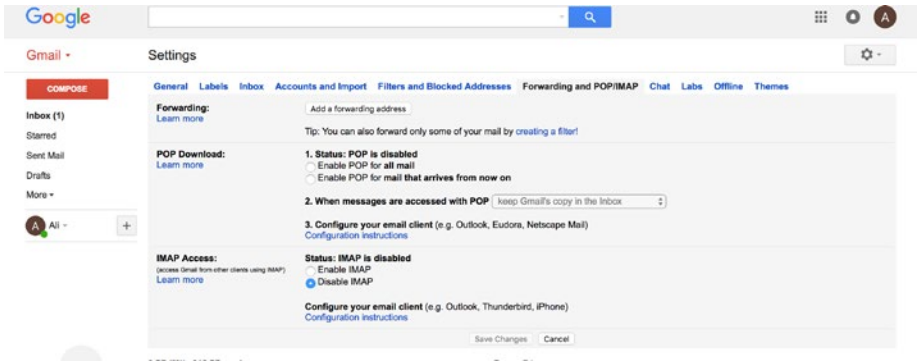 Google
A
Gmail
Settings
COMPOSE
General Labels Inbox Accounts and Import Filters and Blocked Addresses Forwarding and POP/IMAP Chat Labs Offline Themes
Inbox (1)
Starred
Sent Mail
Drafts
More
A Ali
+
Forwarding:
Learn more
Add a forwarding address
Tip: You can also forward only some of your mail by creating a filter!
POP Download:
Learn more
1. Status: POP is disabled
Enable POP for all mail
Enable POP for mail that arrives from now on
2. When messages are accessed with POP keep Gmail's copy in the Inbox
3. Configure your email client (e.g. Outlook, Eudora, Netscape Mail)
Configuration instructions
IMAP Access:
(access Gmail from other clients using IMAP)
Learn more
Status: IMAP is disabled
Enable IMAP
Disable IMAP
Configure your email client (e.g. Outlook, Thunderbird, iPhone)
Configuration instructions
Save Changes Cancel